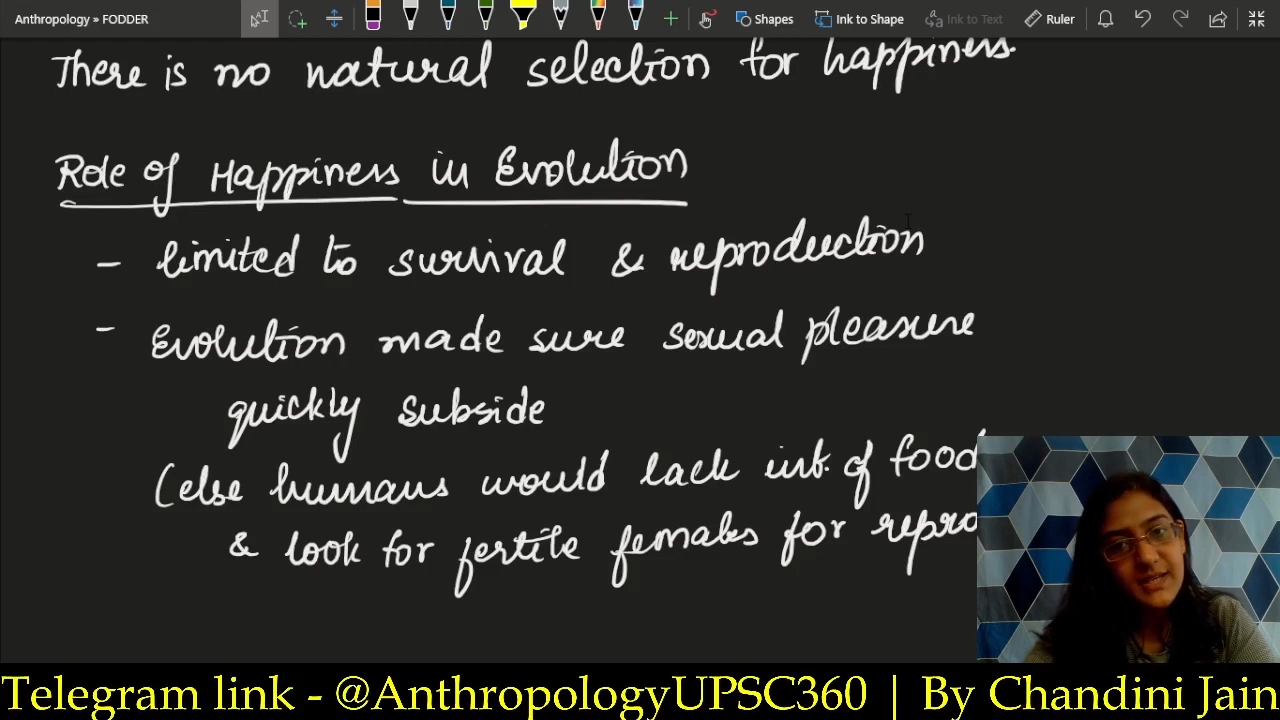 Anthropology » FODDER
Shapes
Ink to Shape
Ink to Text
Ruler
There is no natural selection for happiness.
Role of Happiness in Evolution
- limited to survival & reproduction
- Evolution made sure sexual pleasure
quickly subside
(else humans would lack int. of food
& look for fertile females for repro
Telegram link - @AnthropologyUPSC360 | By Chandini Jain